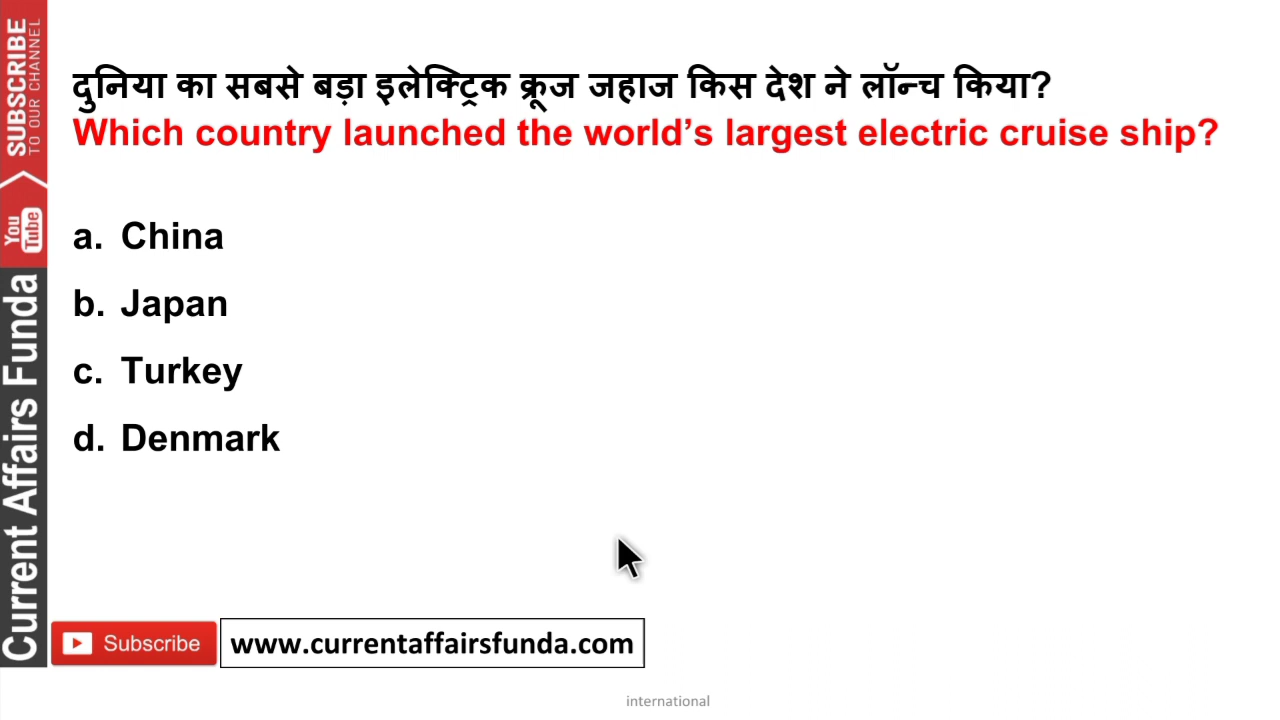 दुनिया का सबसे बड़ा इलेक्ट्रिक क्रूज जहाज किस देश ने लॉन्च किया?
Which country launched the world’s largest electric cruise ship?
a. China
b. Japan
c. Turkey
d. Denmark
SUBSCRIBE
TO OUR CHANNEL
You
Tube
Current Affairs Funda
Subscribe
www.currentaffairsfunda.com
international